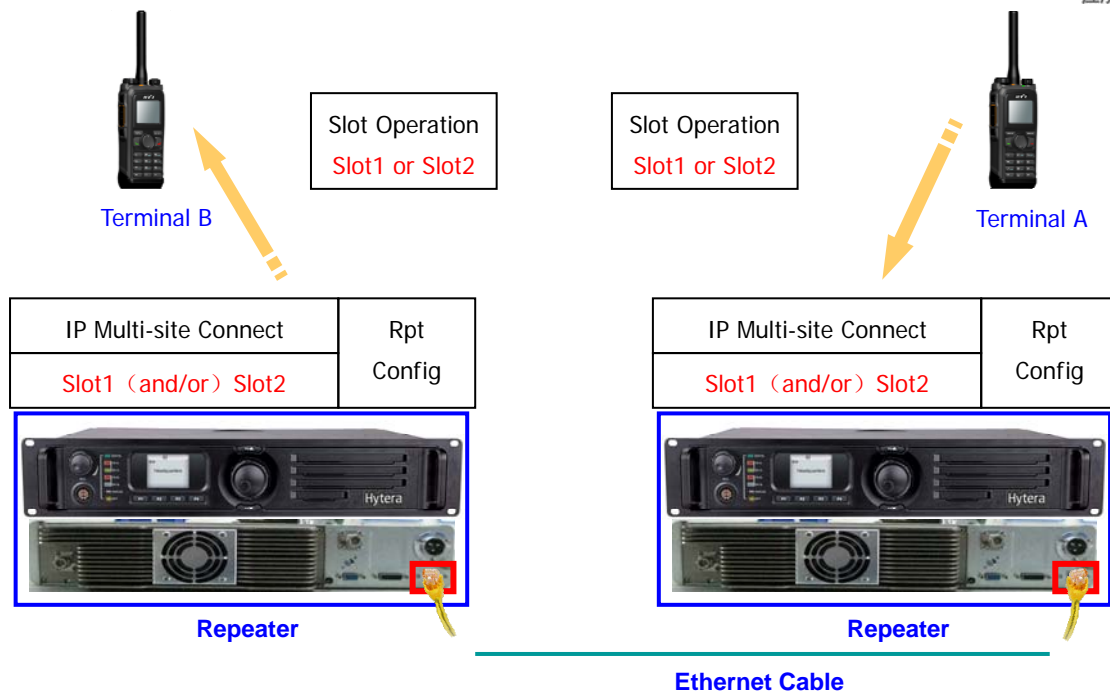 Slot Operation
Slot1 or Slot2
Slot Operation
Slot1 or Slot2
Terminal B
Terminal A
IP Multi-site Connect
Rpt
Config
Slot1（and/or）Slot2
IP Multi-site Connect
Rpt
Config
Slot1（and/or）Slot2
Hytera
Hytera
Repeater
Repeater
Ethernet Cable